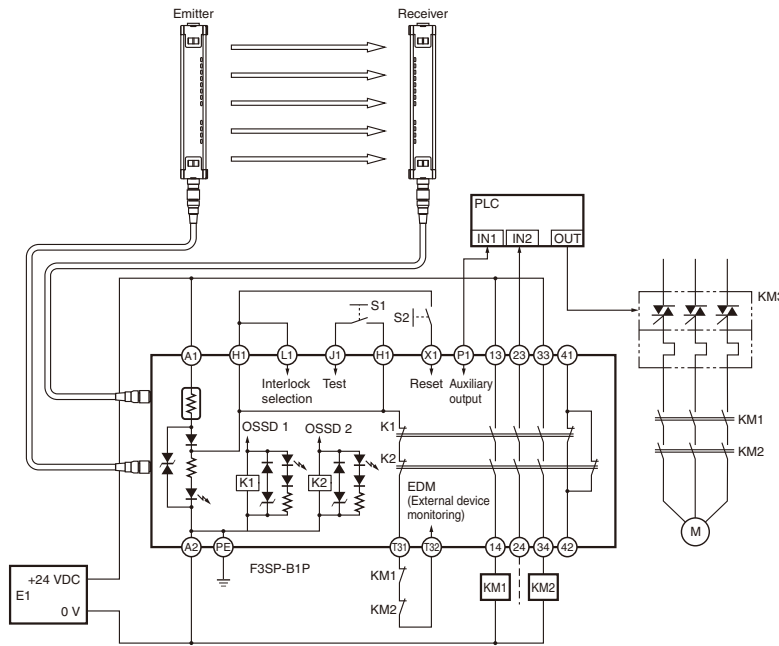 Emitter
Receiver
PLC
IN1 IN2 OUT
S1
S2
A1 H1 L1 J1 H1 X1 P1 13 23 33 41
Interlock
selection
Test
Reset
Auxiliary
output
OSSD 1
OSSD 2
K1
K2
K1
K2
EDM
(External device
monitoring)
A2 PE T31 T32 14 24 34 42
F3SP-B1P
KM1
KM2
KM1
KM2
+24 VDC
E1
0 V
KM3
KM1
KM2
M